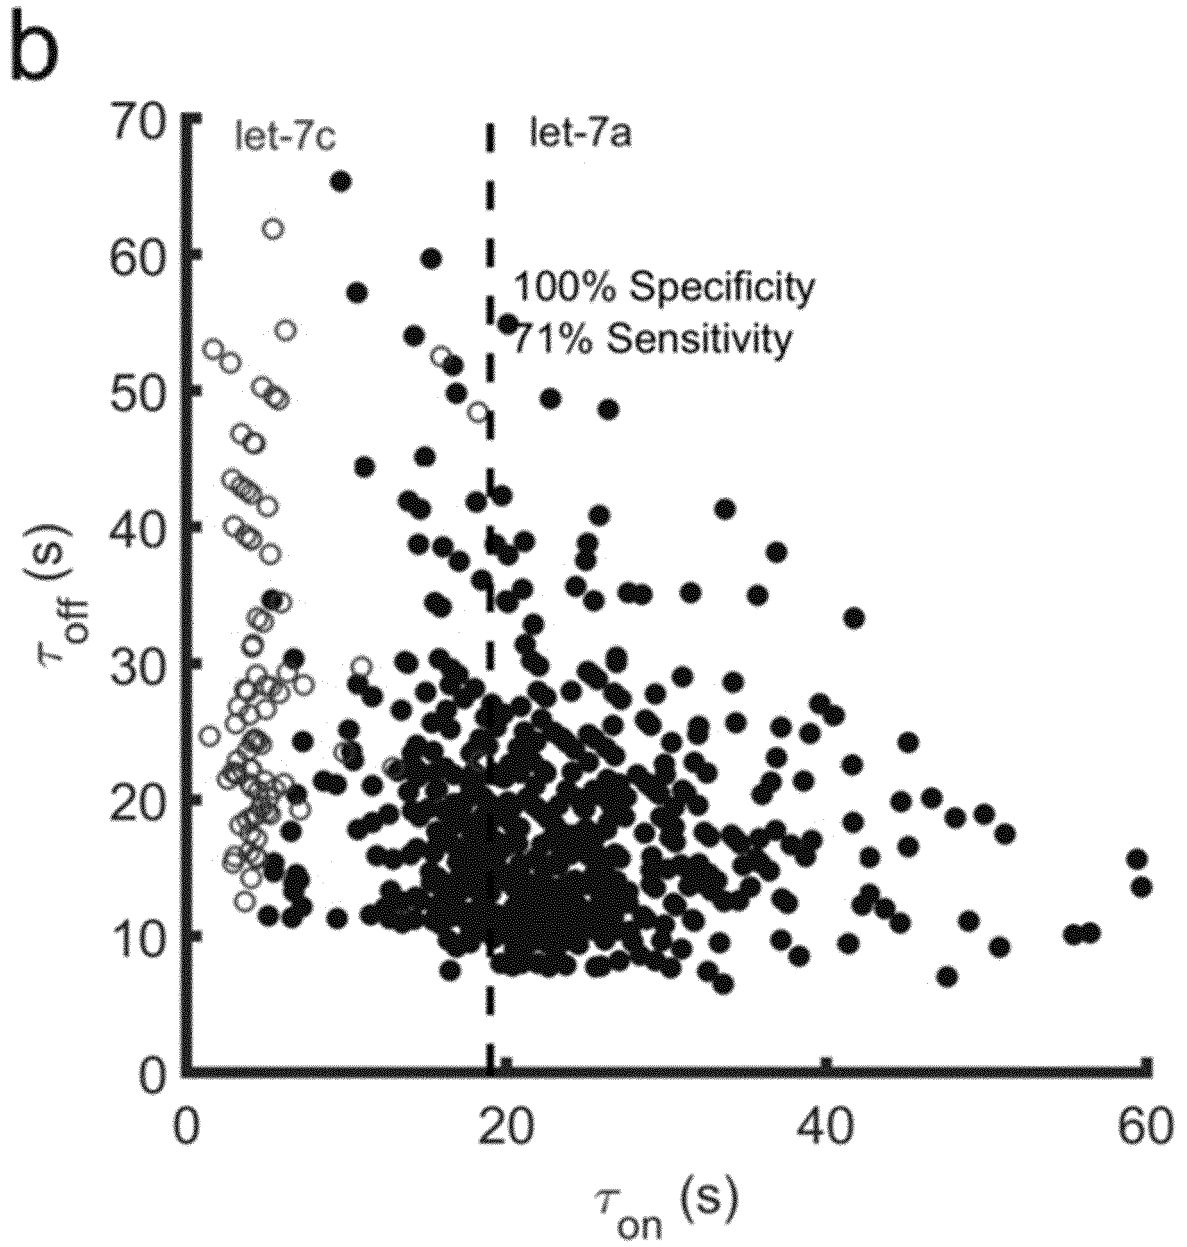 b
70
let-7c
let-7a
60
100% Specificity
71% Sensitivity
50
40
τoff (s)
30
20
10
0
0 20 40 60
τon (s)